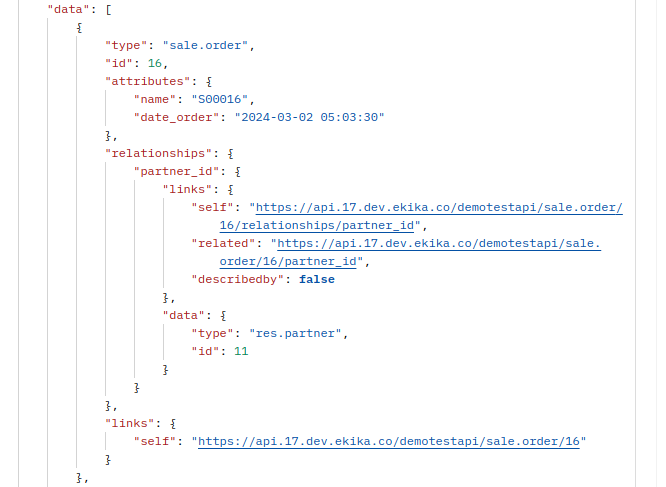 "data": [
{
"type": "sale.order",
"id": 16,
"attributes": {
"name": "S00016",
"date_order": "2024-03-02 05:03:30"
},
"relationships": {
"partner_id": {
"links": {
"self": "https://api.17.dev.ekika.co/demotestapi/sale.order/
16/relationships/partner_id",
"related": "https://api.17.dev.ekika.co/demotestapi/sale.
order/16/partner_id",
"describedby": false
},
"data": {
"type": "res.partner",
"id": 11
}
}
},
"links": {
"self": "https://api.17.dev.ekika.co/demotestapi/sale.order/16"
}
},